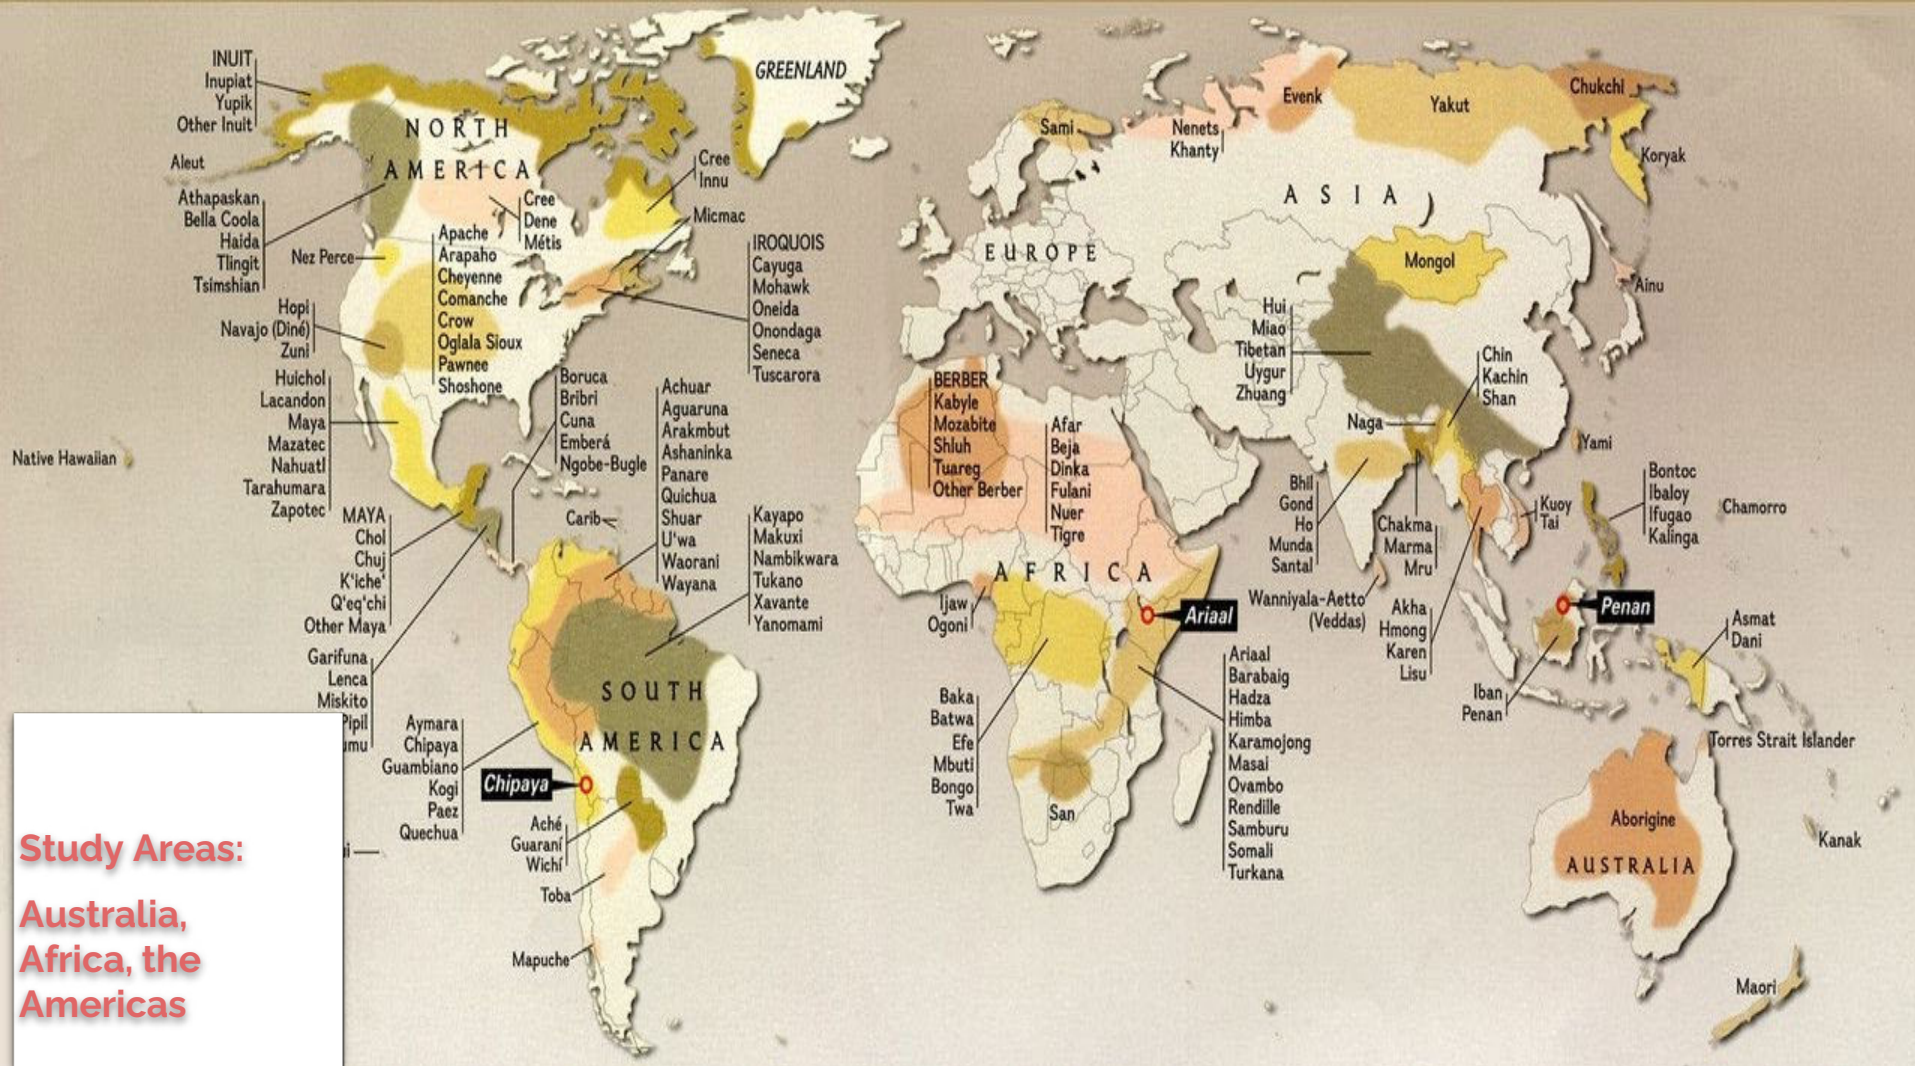 INUIT
Inupiat
Yupik
Other Inuit
Aleut
Athapaskan
Bella Coola
Haida
Tlingit
Tsimshian
NORTH
AMERICA
GREENLAND
Cree
Innu
Micmac
Cree
Dene
Métis
Nez Perce
Apache
Arapaho
Cheyenne
Comanche
Crow
Oglala Sioux
Pawnee
Shoshone
IROQUOIS
Cayuga
Mohawk
Oneida
Onondaga
Seneca
Tuscarora
Hopi
Navajo (Diné)
Zuni
Huichol
Lacandon
Maya
Mazatec
Nahuatl
Tarahumara
Zapotec
Native Hawaiian
Boruca
Bribri
Cuna
Emberá
Ngobe-Bugle
Carib
Achuar
Aguaruna
Arakmbut
Ashaninka
Panare
Quichua
Shuar
U'wa
Waorani
Wayana
Kayapo
Makuxi
Nambikwara
Tukano
Xavante
Yanomami
MAYA
Chol
Chuj
K'iche'
Q'eq'chi
Other Maya
Garifuna
Lenca
Miskito
Pipil
umu
SOUTH
AMERICA
Aymara
Chipaya
Guambiano
Kogi
Paez
Quechua
Chipaya
Aché
Guaraní
Wichí
Toba
Mapuche
Study Areas:
Australia,
Africa, the
Americas
Sami
Nenets
Khanty
Evenk
Yakut
Chukchi
Koryak
ASIA
EUROPE
Mongol
Ainu
Hui
Miao
Tibetan
Uygur
Zhuang
Chin
Kachin
Shan
Naga
Yami
BERBER
Kabyle
Mozabite
Shluh
Tuareg
Other Berber
Afar
Beja
Dinka
Fulani
Nuer
Tigre
AFRICA
Ijaw
Ogoni
Ariaal
Baka
Batwa
Efe
Mbuti
Bongo
Twa
San
Ariaal
Barabaig
Hadza
Himba
Karamojong
Masai
Ovambo
Rendille
Samburu
Somali
Turkana
Bhil
Gond
Ho
Munda
Santal
Chakma
Marma
Mru
Wanniyala-Aetto
(Veddas)
Akha
Hmong
Karen
Lisu
Kuoy
Tai
Bontoc
Ibaloy
Ifugao
Kalinga
Chamorro
Penan
Iban
Penan
Asmat
Dani
Torres Strait Islander
Aborigine
AUSTRALIA
Kanak
Maori